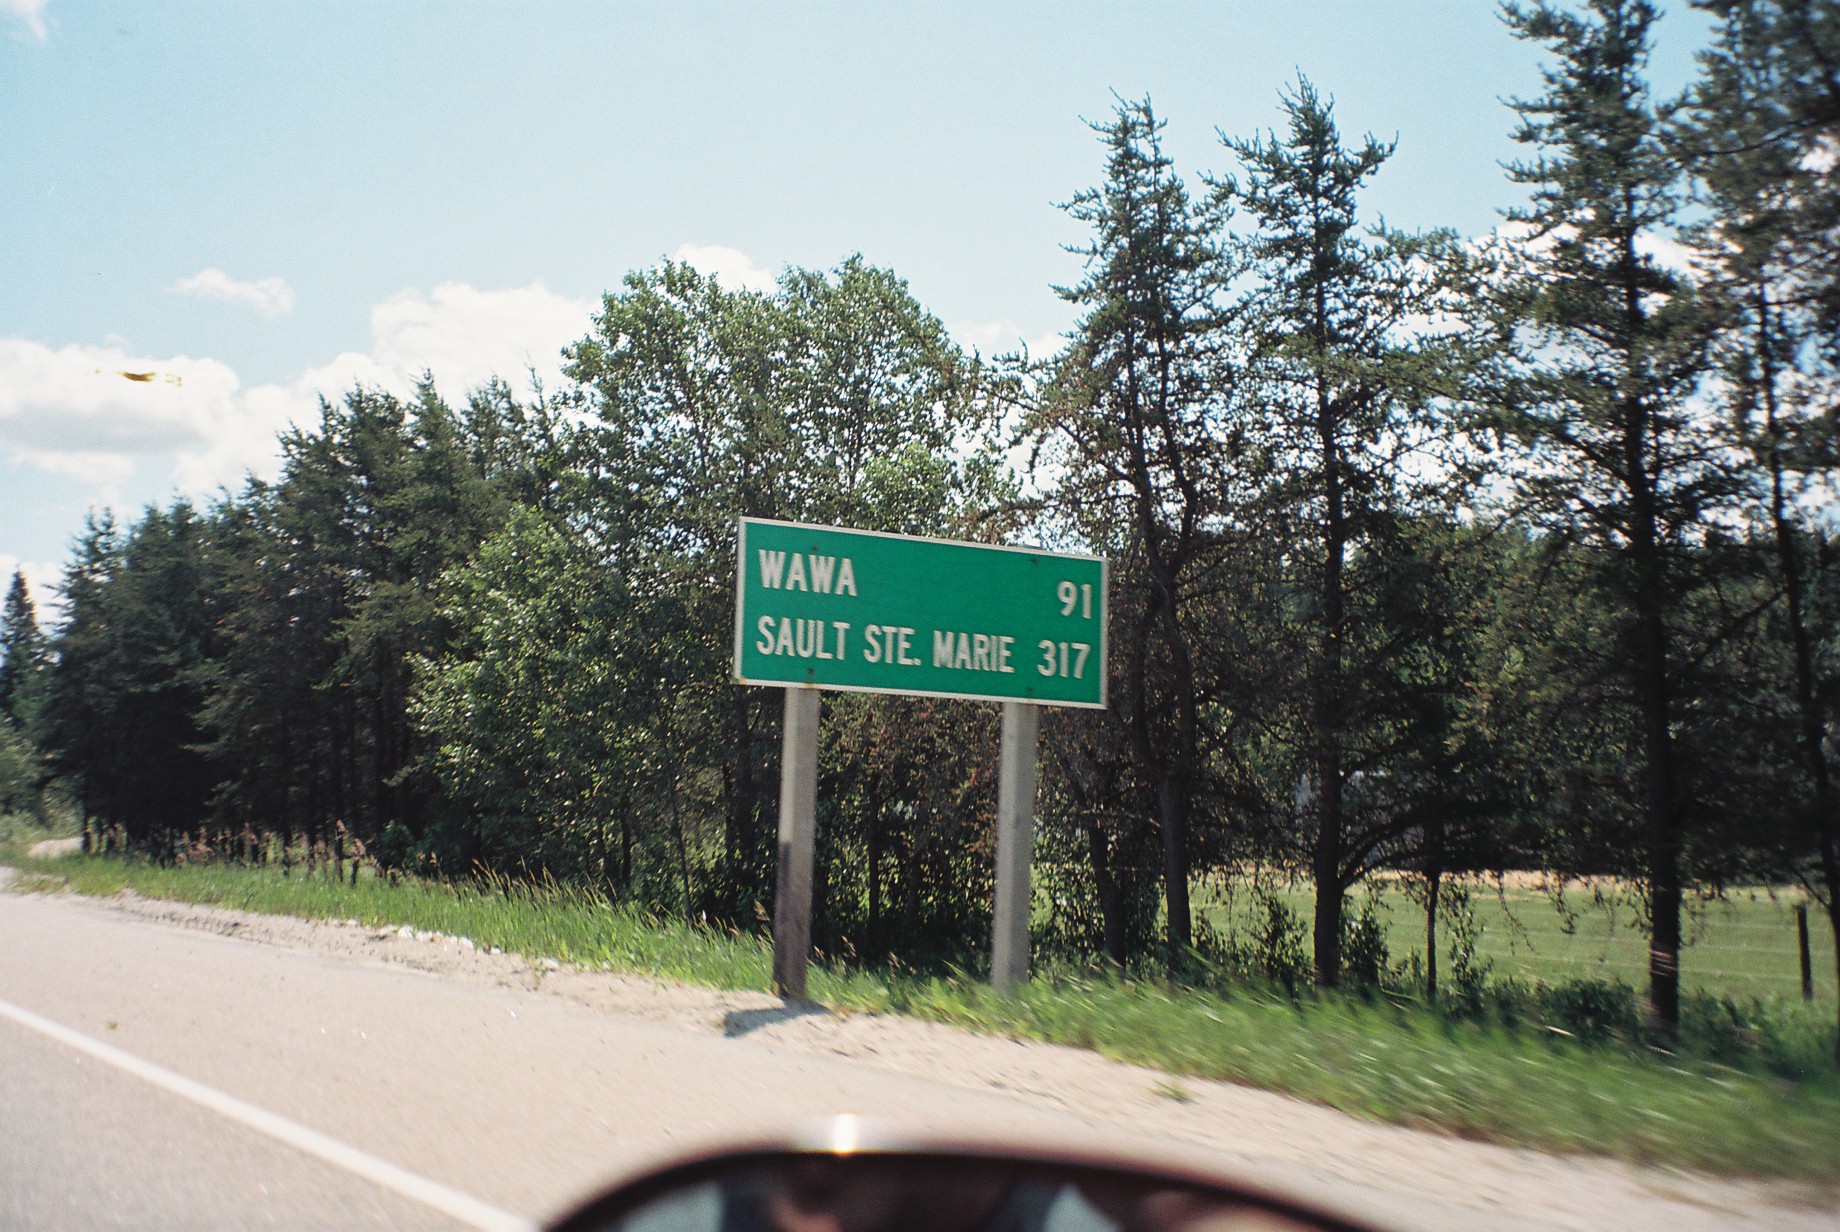 WAWA 91
SAULT STE. MARIE 317